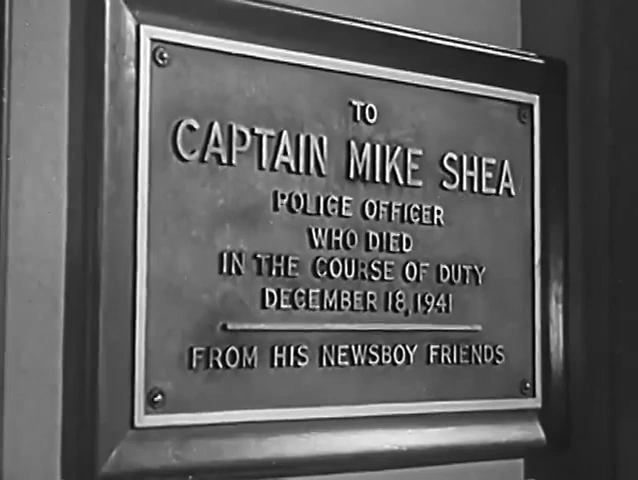 TO
CAPTAIN MIKE SHEA
POLICE OFFICER
WHO DIED
IN THE COURSE OF DUTY
DECEMBER 18, 1941
FROM HIS NEWSBOY FRIENDS